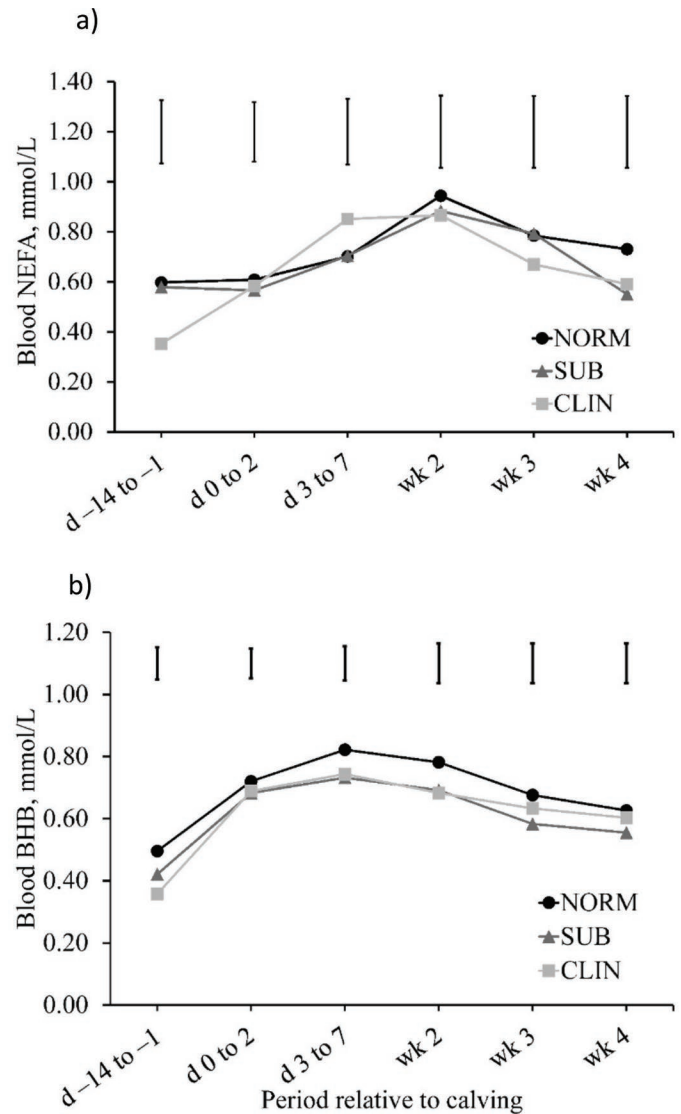 a)
1.40
1.20
1.00
0.80
0.60
0.40
0.20
0.00
Blood NEFA, mmol/L
NORM
SUB
CLIN
d −14 to −1
d 0 to 2
d 3 to 7
wk 2
wk 3
wk 4
b)
1.20
1.00
0.80
0.60
0.40
0.20
0.00
Blood BHB, mmol/L
NORM
SUB
CLIN
d −14 to −1
d 0 to 2
d 3 to 7
wk 2
wk 3
wk 4
Period relative to calving